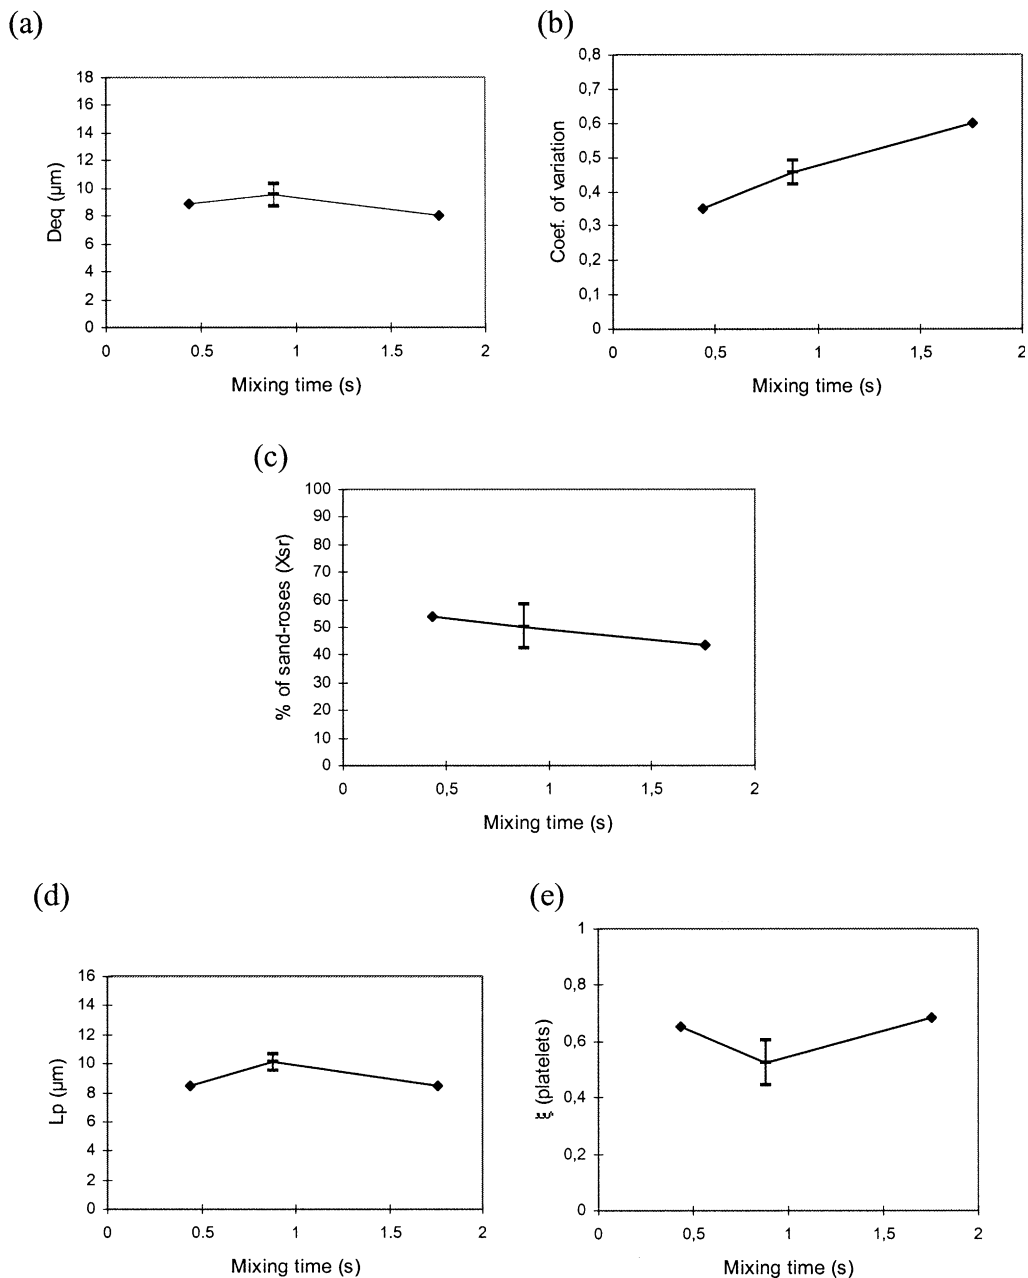 (a)
18
16
14
12
10
8
6
4
2
0
Deq (µm)
0 0.5 1 1.5 2
Mixing time (s)
(b)
0,8
0,7
0,6
0,5
0,4
0,3
0,2
0,1
0
Coef. of variation
0 0,5 1 1,5 2
Mixing time (s)
(c)
100
90
80
70
60
50
40
30
20
10
0
% of sand-roses (Xsr)
0 0,5 1 1,5 2
Mixing time (s)
(d)
16
14
12
10
8
6
4
2
0
Lp (µm)
0 0.5 1 1.5 2
Mixing time (s)
(e)
1
0,8
0,6
0,4
0,2
0
ξ (platelets)
0 0,5 1 1,5 2
Mixing time (s)